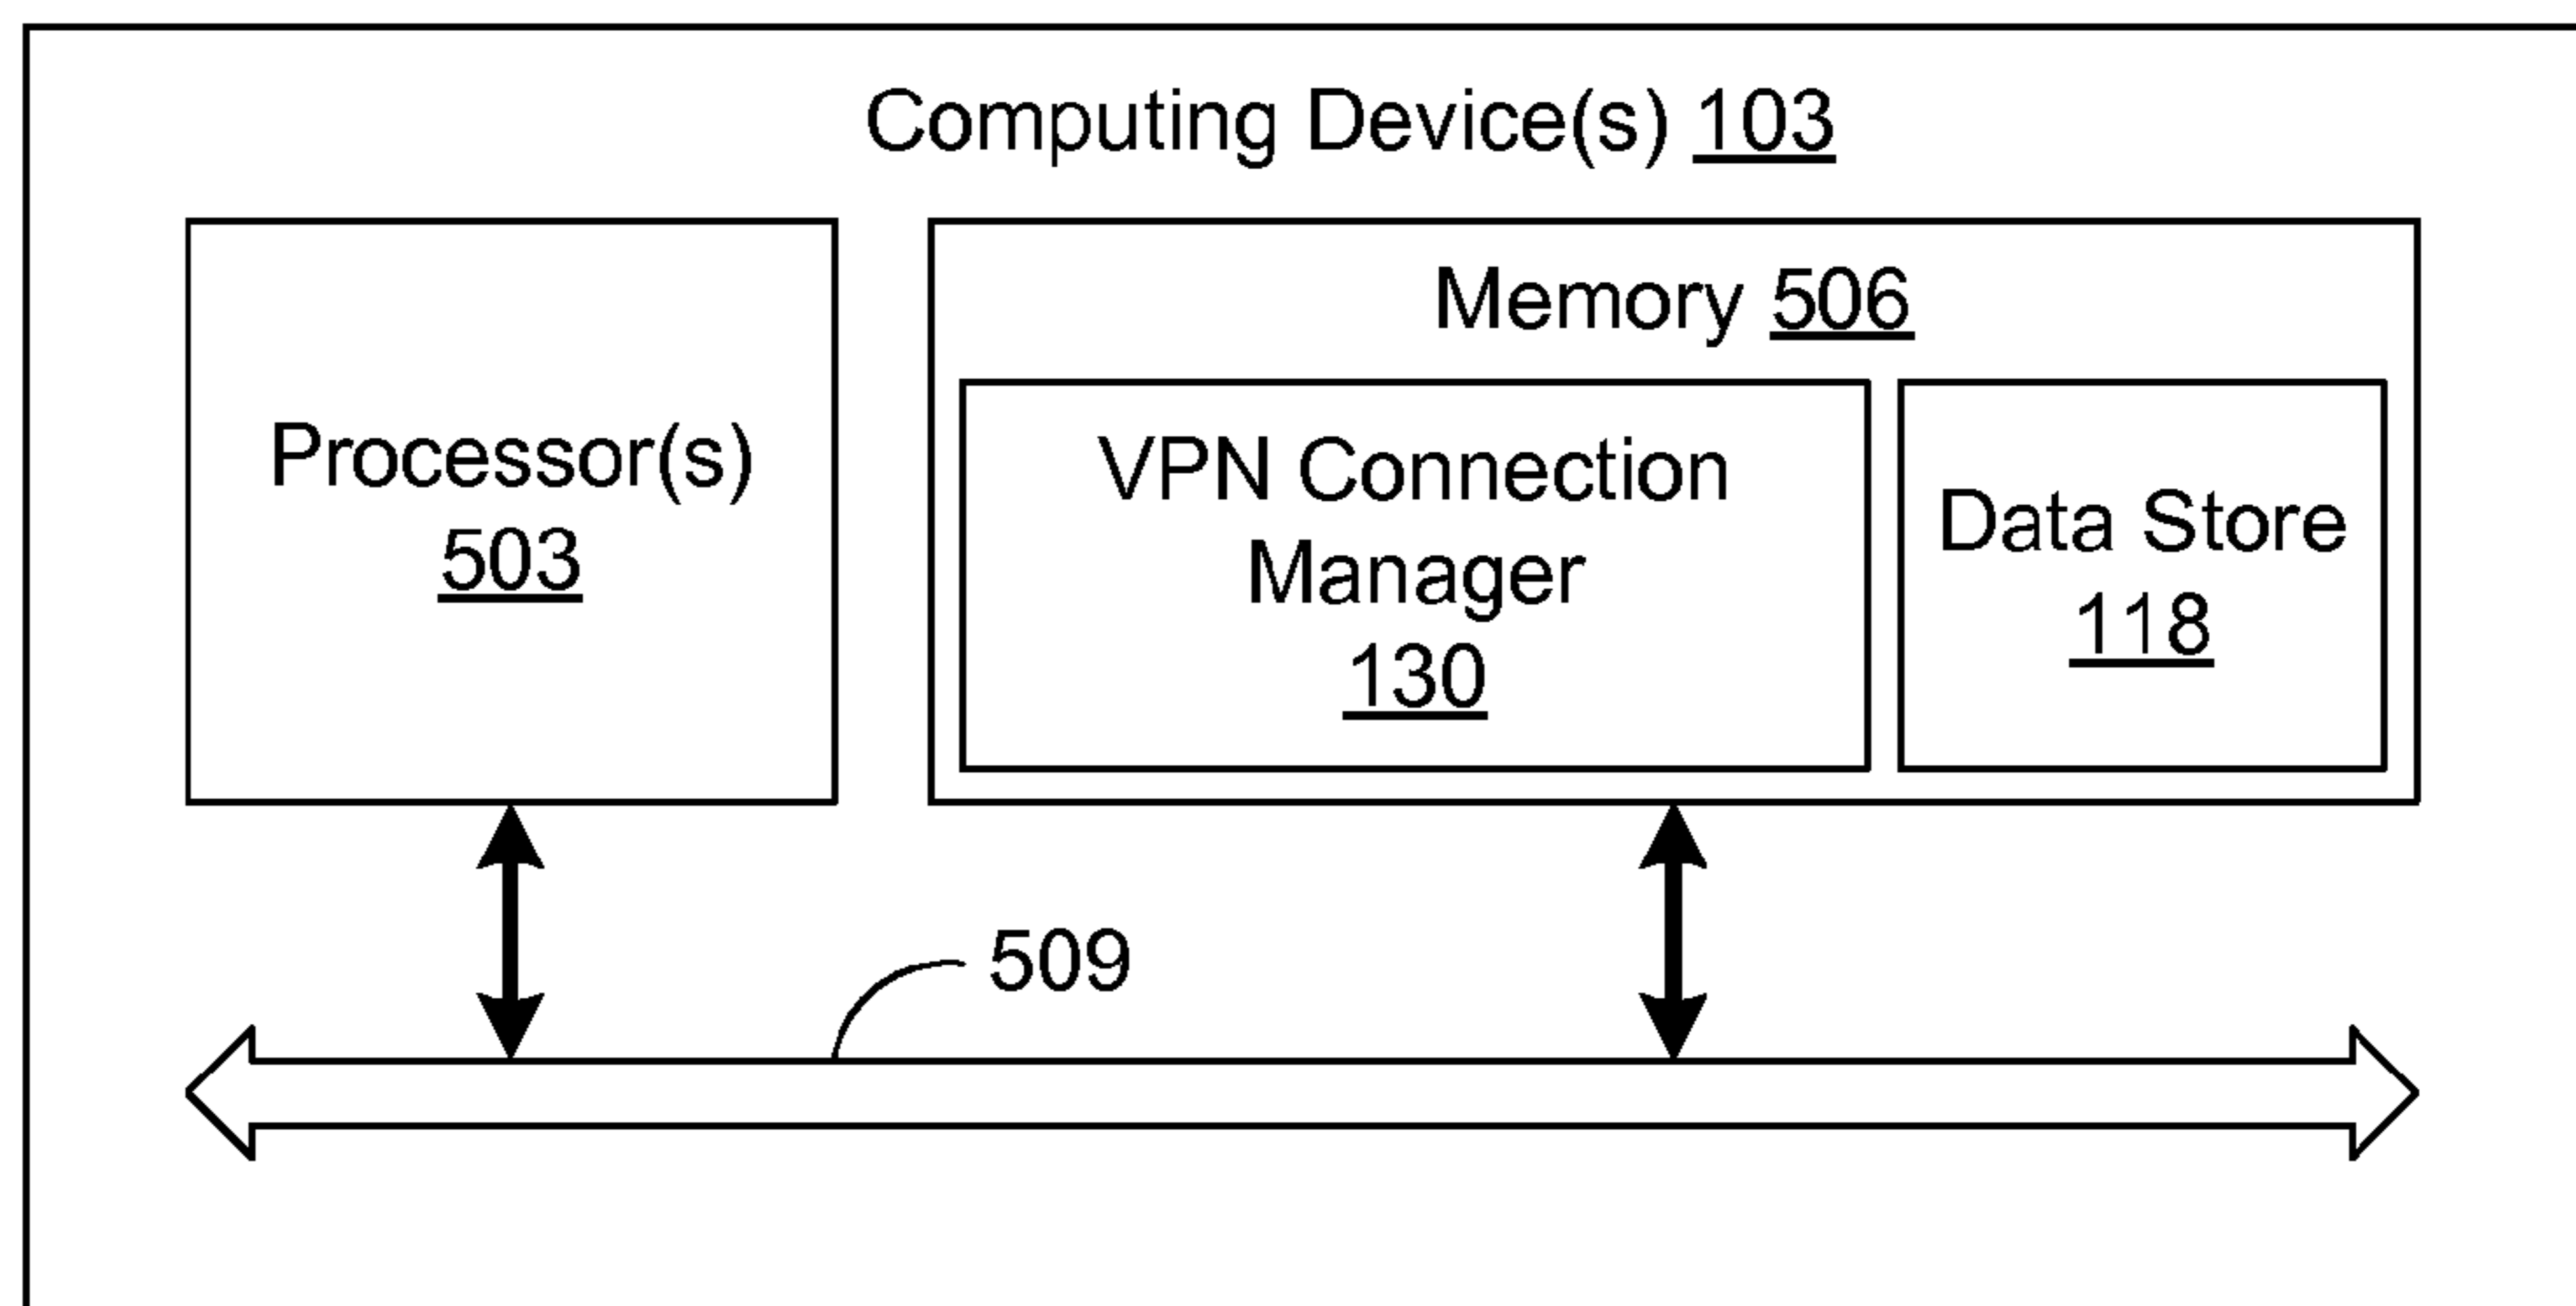 Computing Device(s) 103
Processor(s)
503
Memory 506
VPN Connection
Manager
130
Data Store
118
509